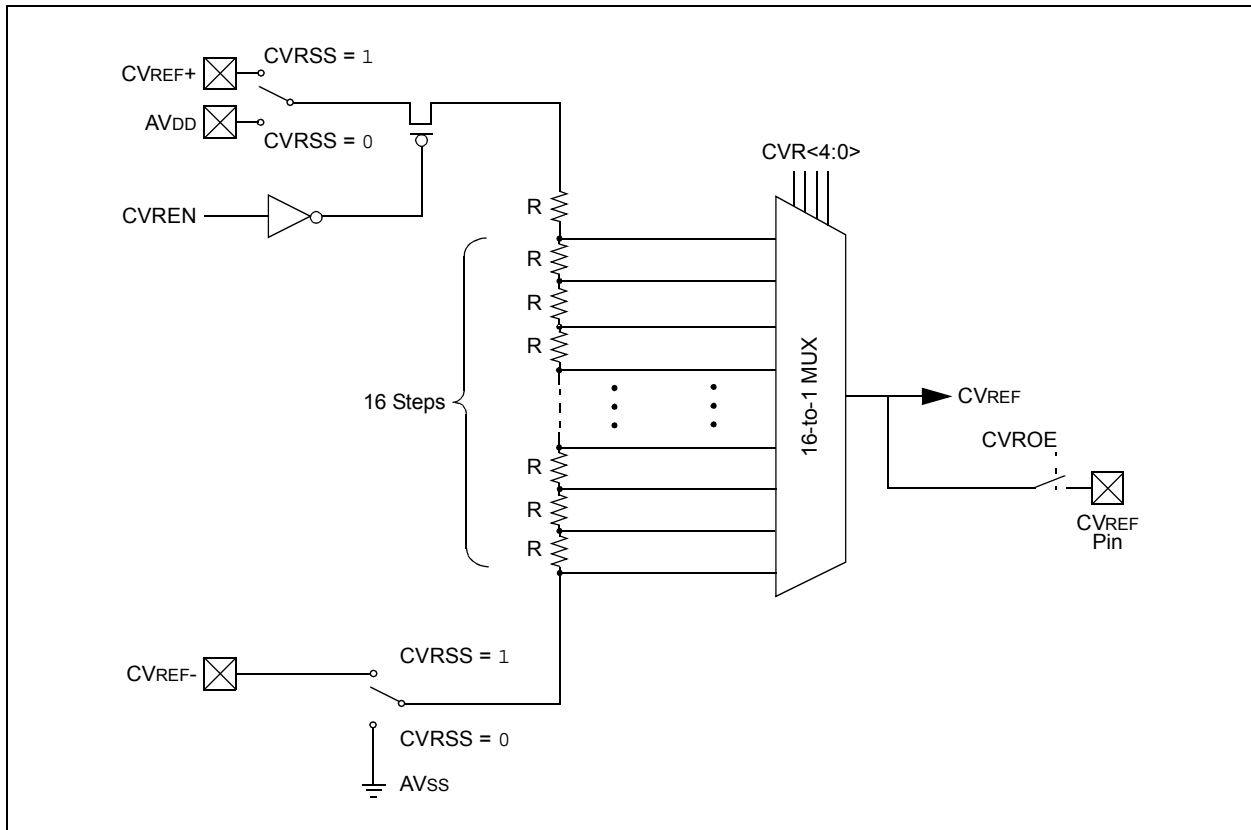 CVRSS = 1
CVREF+
AVDD
CVRSS = 0
CVR<4:0>
CVREN
R
R
R
R
16 Steps
16-to-1 MUX
CVREF
CVROE
R
R
R
CVREF
Pin
CVRSS = 1
CVREF-
CVRSS = 0
AVSS